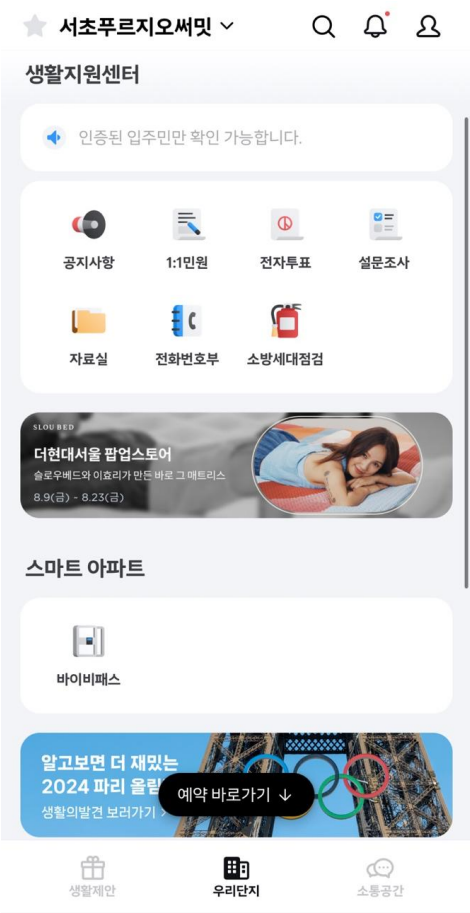 서초푸르지오써밋
생활지원센터
인증된 입주민만 확인 가능합니다.
공지사항 1:1민원 전자투표 설문조사
자료실 전화번호부 소방세대점검
SLOU BED
더현대서울 팝업스토어
슬로우베드와 이효리가 만든 바로 그 매트리스
8.9(금) - 8.23(금)
스마트 아파트
바이비패스
알고보면 더 재밌는
2024 파리 올림
생활의발견 보러가기 >
예약 바로가기 ↓
생활제안 우리단지 소통공간